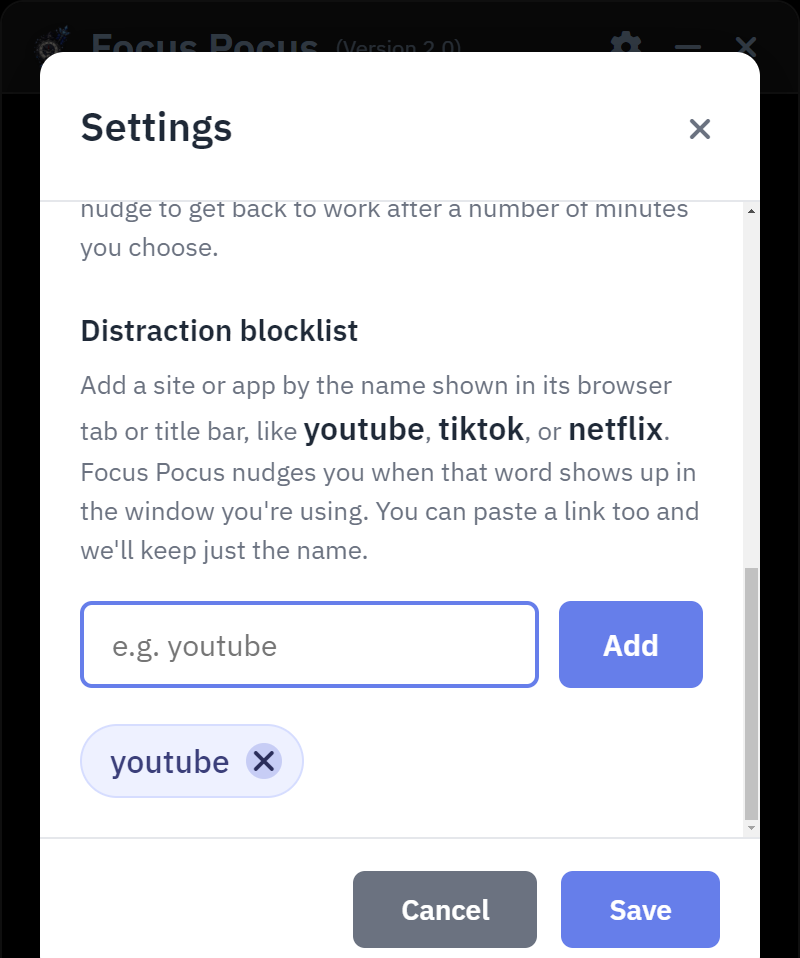 Focus Pocus (Version 2.0)
Settings
nudge to get back to work after a number of minutes
you choose.
Distraction blocklist
Add a site or app by the name shown in its browser
tab or title bar, like youtube, tiktok, or netflix.
Focus Pocus nudges you when that word shows up in
the window you're using. You can paste a link too and
we'll keep just the name.
e.g. youtube
Add
youtube
Cancel
Save